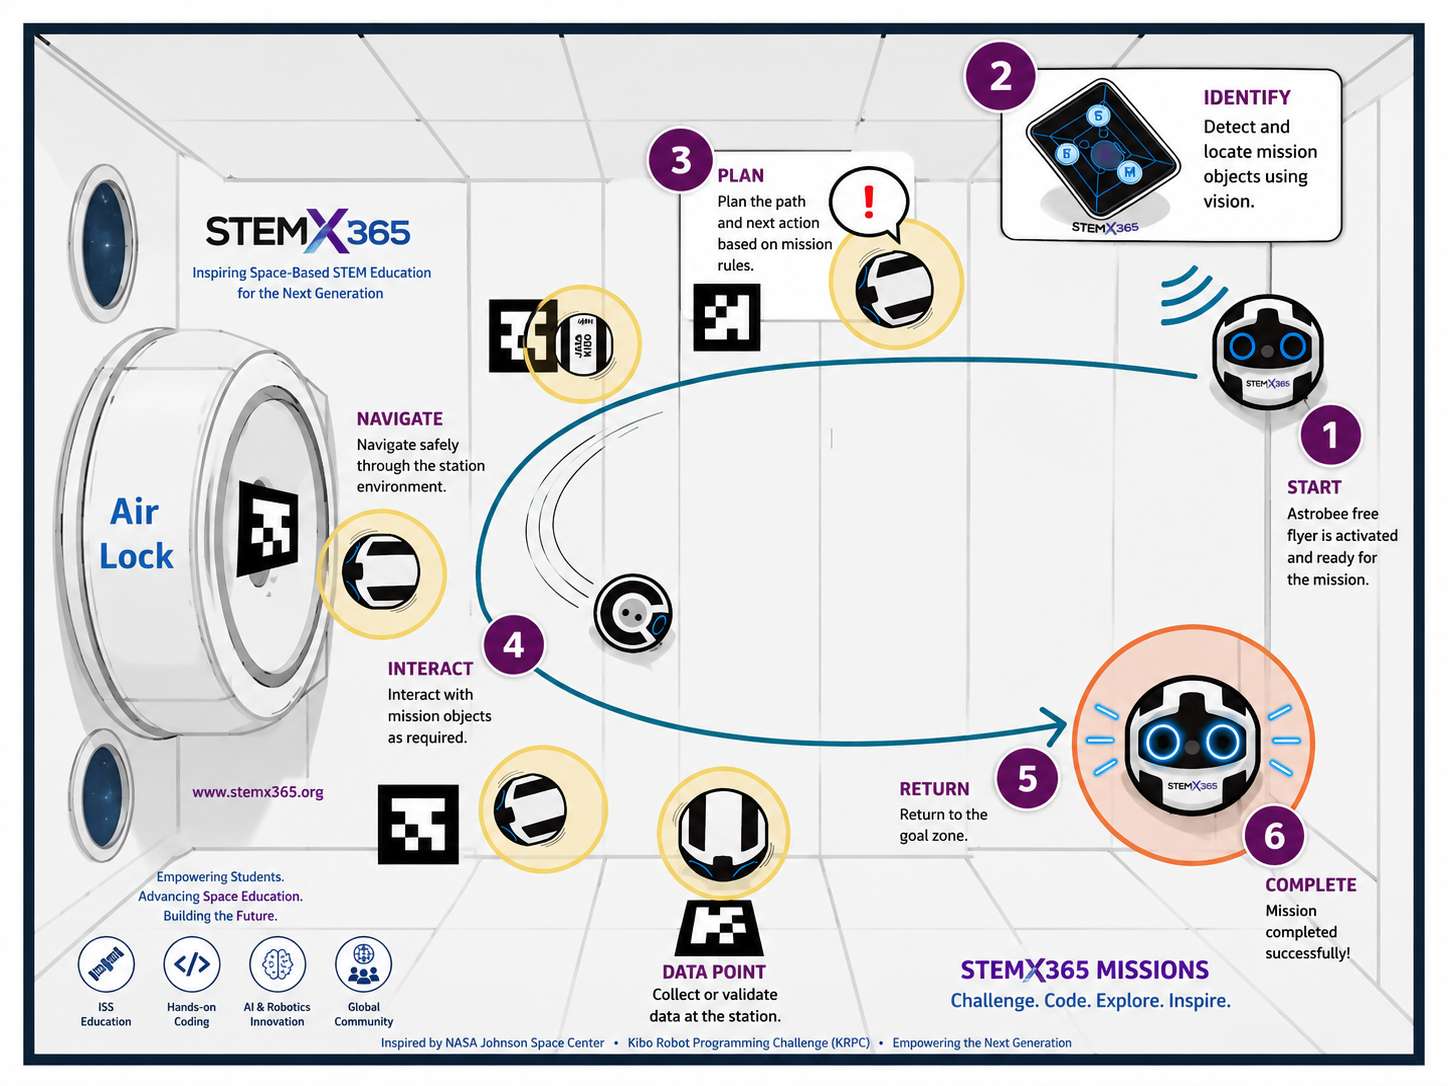 STEMX365
Inspiring Space-Based STEM Education
for the Next Generation
2
IDENTIFY
Detect and
locate mission
objects using
vision.
STEMX365
3
PLAN
Plan the path
and next action
based on mission
rules.
!
STEMX365
1
START
Astrobee free
flyer is activated
and ready for
the mission.
JAXA
KIBO
NAVIGATE
Navigate safely
through the station
environment.
Air
Lock
4
INTERACT
Interact with
mission objects
as required.
www.stemx365.org
5
RETURN
Return to the
goal zone.
STEMX365
6
COMPLETE
Mission
completed
successfully!
DATA POINT
Collect or validate
data at the station.
Empowering Students.
Advancing Space Education.
Building the Future.
</>
ISS
Education
Hands-on
Coding
AI & Robotics
Innovation
Global
Community
STEMX365 MISSIONS
Challenge. Code. Explore. Inspire.
Inspired by NASA Johnson Space Center • Kibo Robot Programming Challenge (KRPC) • Empowering the Next Generation